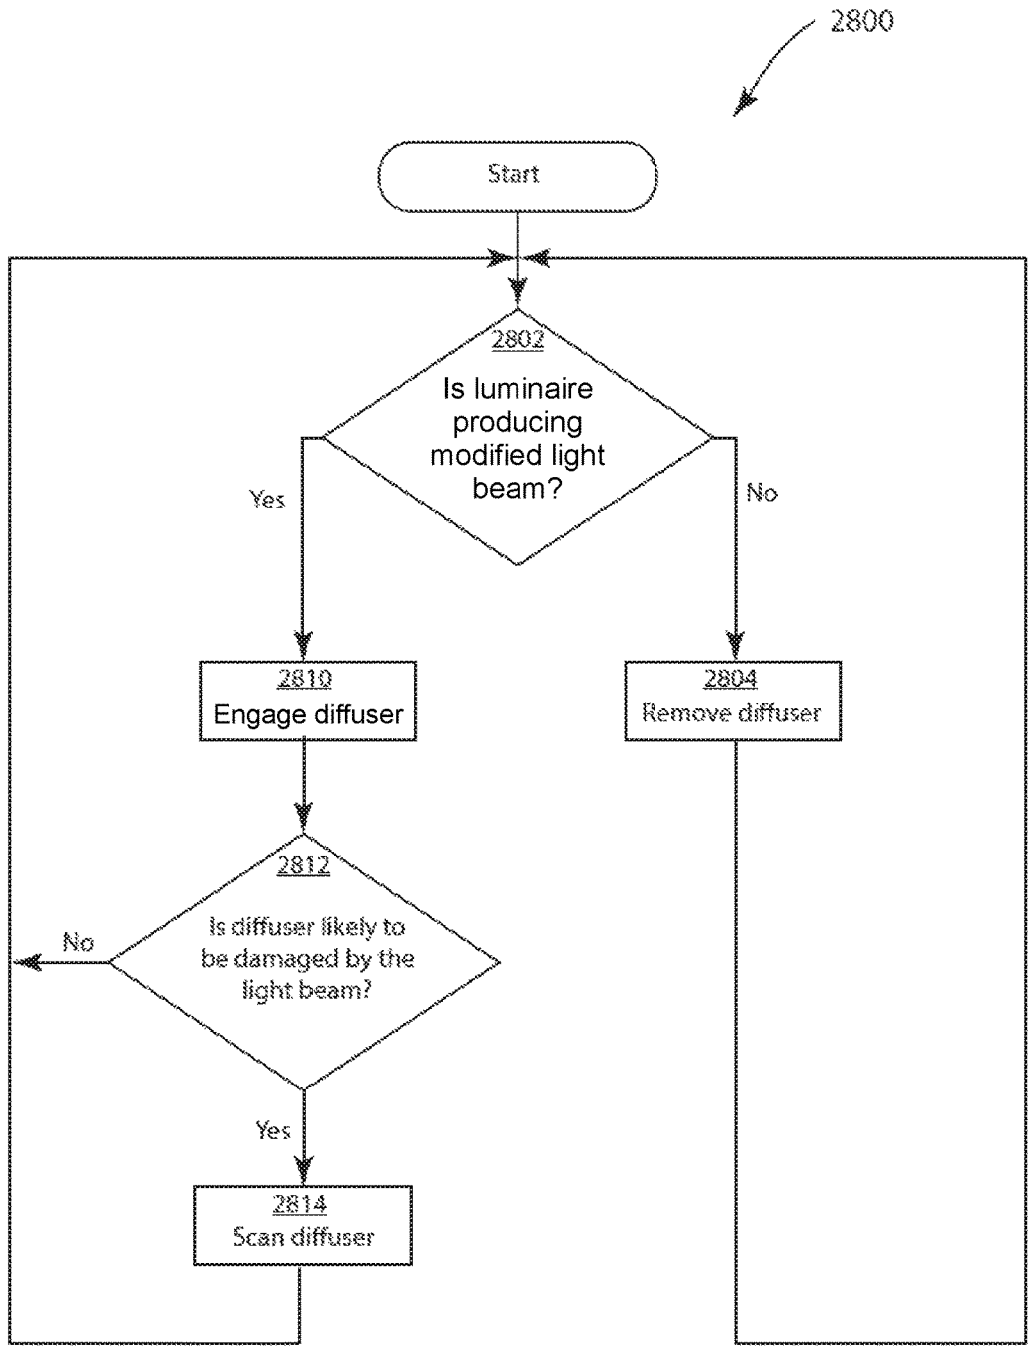 2800
Start
2802
Is luminaire
producing
modified light
beam?
Yes
No
2810
Engage diffuser
2804
Remove diffuser
2812
Is diffuser likely to
be damaged by the
light beam?
No
Yes
2814
Scan diffuser